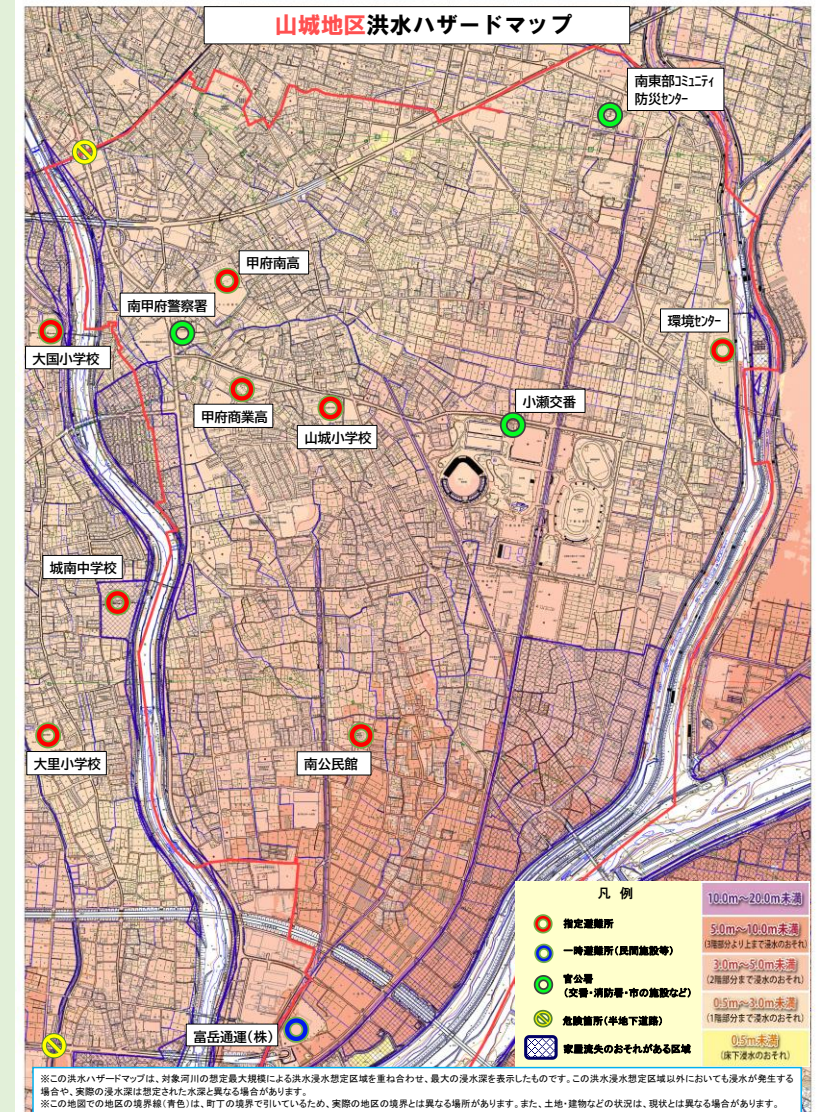 山城地区洪水ハザードマップ
南東部コミュニティ
防災センター
甲府南高
南甲府警察署
環境センター
大国小学校
甲府商業高
小瀬交番
山城小学校
城南中学校
大里小学校
南公民館
富岳通運(株)
凡 例
指定避難所
一時避難所(民間施設等)
官公署
(交番・消防署・市の施設など)
危険箇所(半地下道路)
家屋流失のおそれがある区域
10.0m~20.0m未満
5.0m~10.0m未満
(3階部分より上まで浸水のおそれ)
3.0m~5.0m未満
(2階部分まで浸水のおそれ)
0.5m~3.0m未満
(1階部分まで浸水のおそれ)
0.5m未満
(床下浸水のおそれ)
※この洪水ハザードマップは、対象河川の想定最大規模による洪水浸水想定区域を重ね合わせ、最大の浸水深を表示したものです。この洪水浸水想定区域以外においても浸水が発生する
場合や、実際の浸水深は想定された水深と異なる場合があります。
※この地図での地区の境界線(青色)は、町丁の境界で引いているため、実際の地区の境界とは異なる場所があります。また、土地・建物などの状況は、現状とは異なる場合があります。